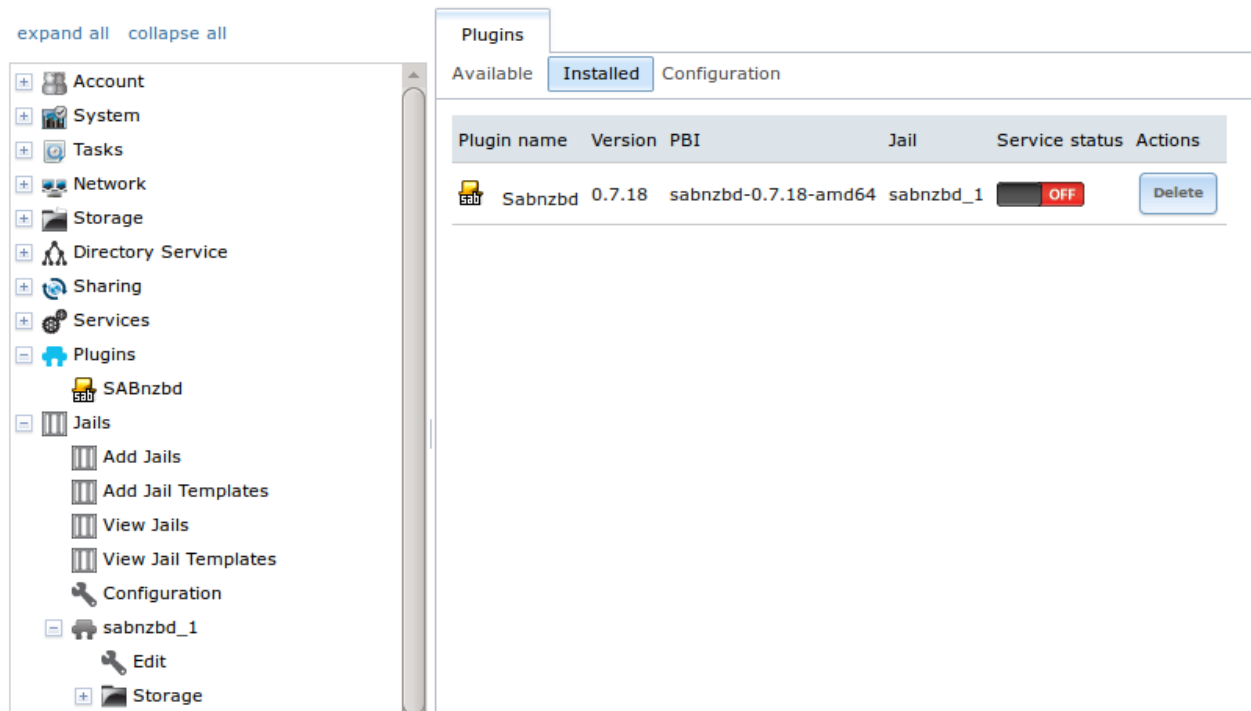 expand all collapse all
Account
System
Tasks
Network
Storage
Directory Service
Sharing
Services
Plugins
SABnzbd
Jails
Add Jails
Add Jail Templates
View Jails
View Jail Templates
Configuration
sabnzbd_1
Edit
Storage
Plugins
Available Installed Configuration
Plugin name Version PBI Jail Service status Actions
sab Sabnzbd 0.7.18 sabnzbd-0.7.18-amd64 sabnzbd_1 OFF Delete